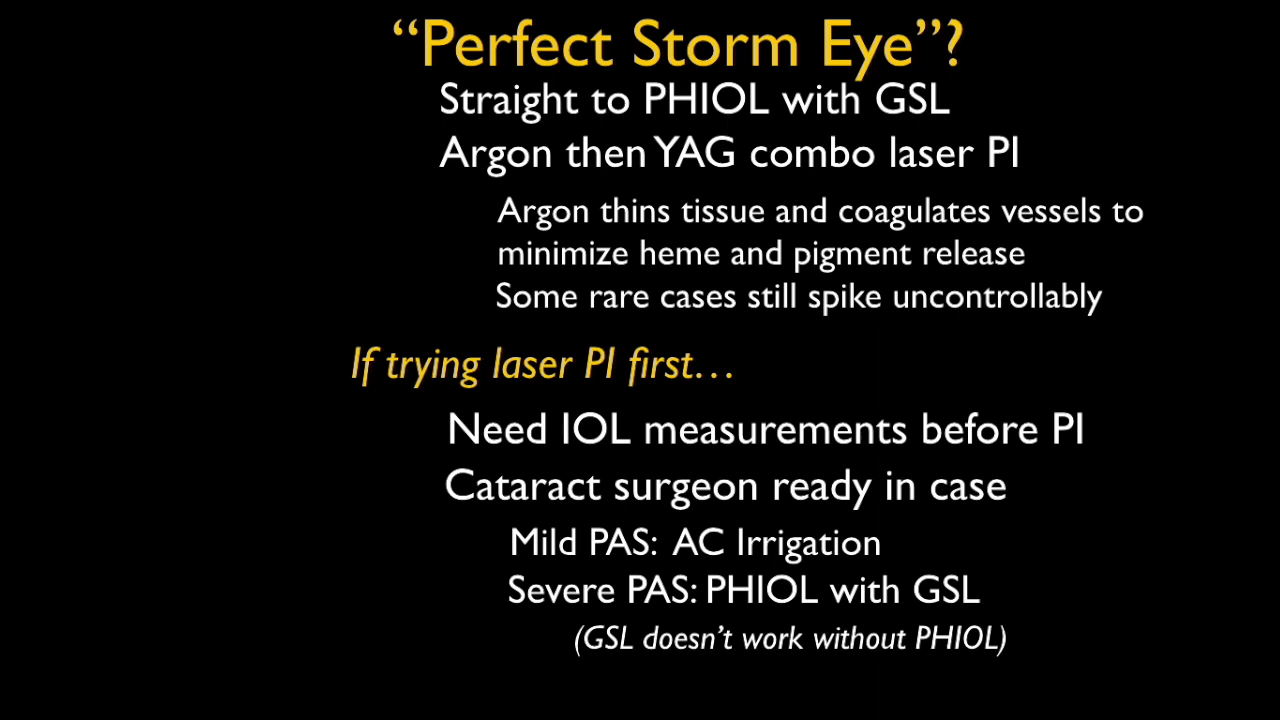 “Perfect Storm Eye”?
Straight to PHIOL with GSL
Argon then YAG combo laser PI
Argon thins tissue and coagulates vessels to
minimize heme and pigment release
Some rare cases still spike uncontrollably
If trying laser PI first…
Need IOL measurements before PI
Cataract surgeon ready in case
Mild PAS: AC Irrigation
Severe PAS: PHIOL with GSL
(GSL doesn’t work without PHIOL)